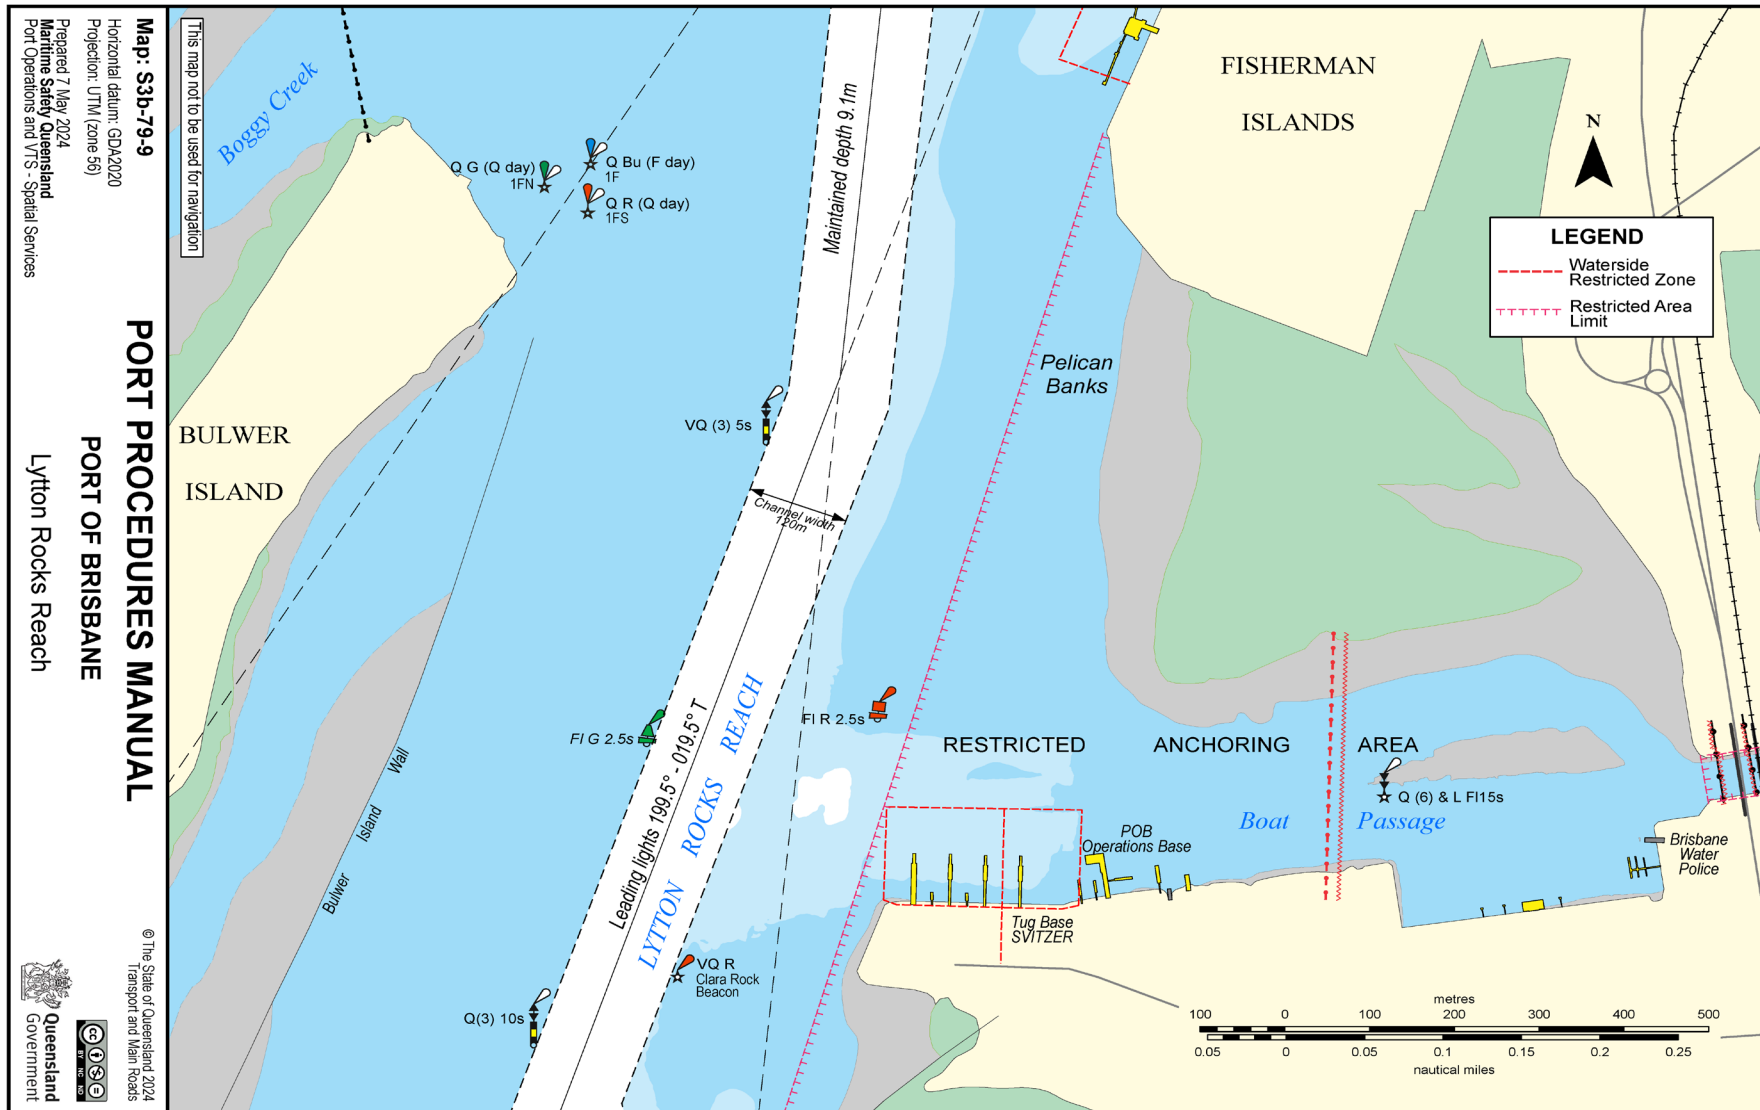 Map: S3b-79-9
Horizontal datum: GDA2020
Projection: UTM (zone 56)
Prepared 7 May 2024
Maritime Safety Queensland
Port Operations and VTS - Spatial Services
PORT PROCEDURES MANUAL
PORT OF BRISBANE
Lytton Rocks Reach
© The State of Queensland 2024
Transport and Main Roads
Queensland
Government
cc
BY NC ND
This map not to be used for navigation
Boggy Creek
Q G (Q day)
1FN
Q Bu (F day)
1F
Q R (Q day)
1FS
Maintained depth 9.1m
FISHERMAN
ISLANDS
N
LEGEND
Waterside
Restricted Zone
Restricted Area
Limit
Pelican
Banks
BULWER
ISLAND
VQ (3) 5s
Channel width
120m
Fl G 2.5s
Fl R 2.5s
Leading lights 199.5° - 019.5° T
LYTTON ROCKS REACH
Bulwer Island Wall
RESTRICTED ANCHORING AREA
Q (6) & L Fl15s
Boat Passage
POB
Operations Base
Brisbane
Water
Police
Tug Base
SVITZER
VQ R
Clara Rock
Beacon
Q(3) 10s
metres
100 0 100 200 300 400 500
0.05 0 0.05 0.1 0.15 0.2 0.25
nautical miles